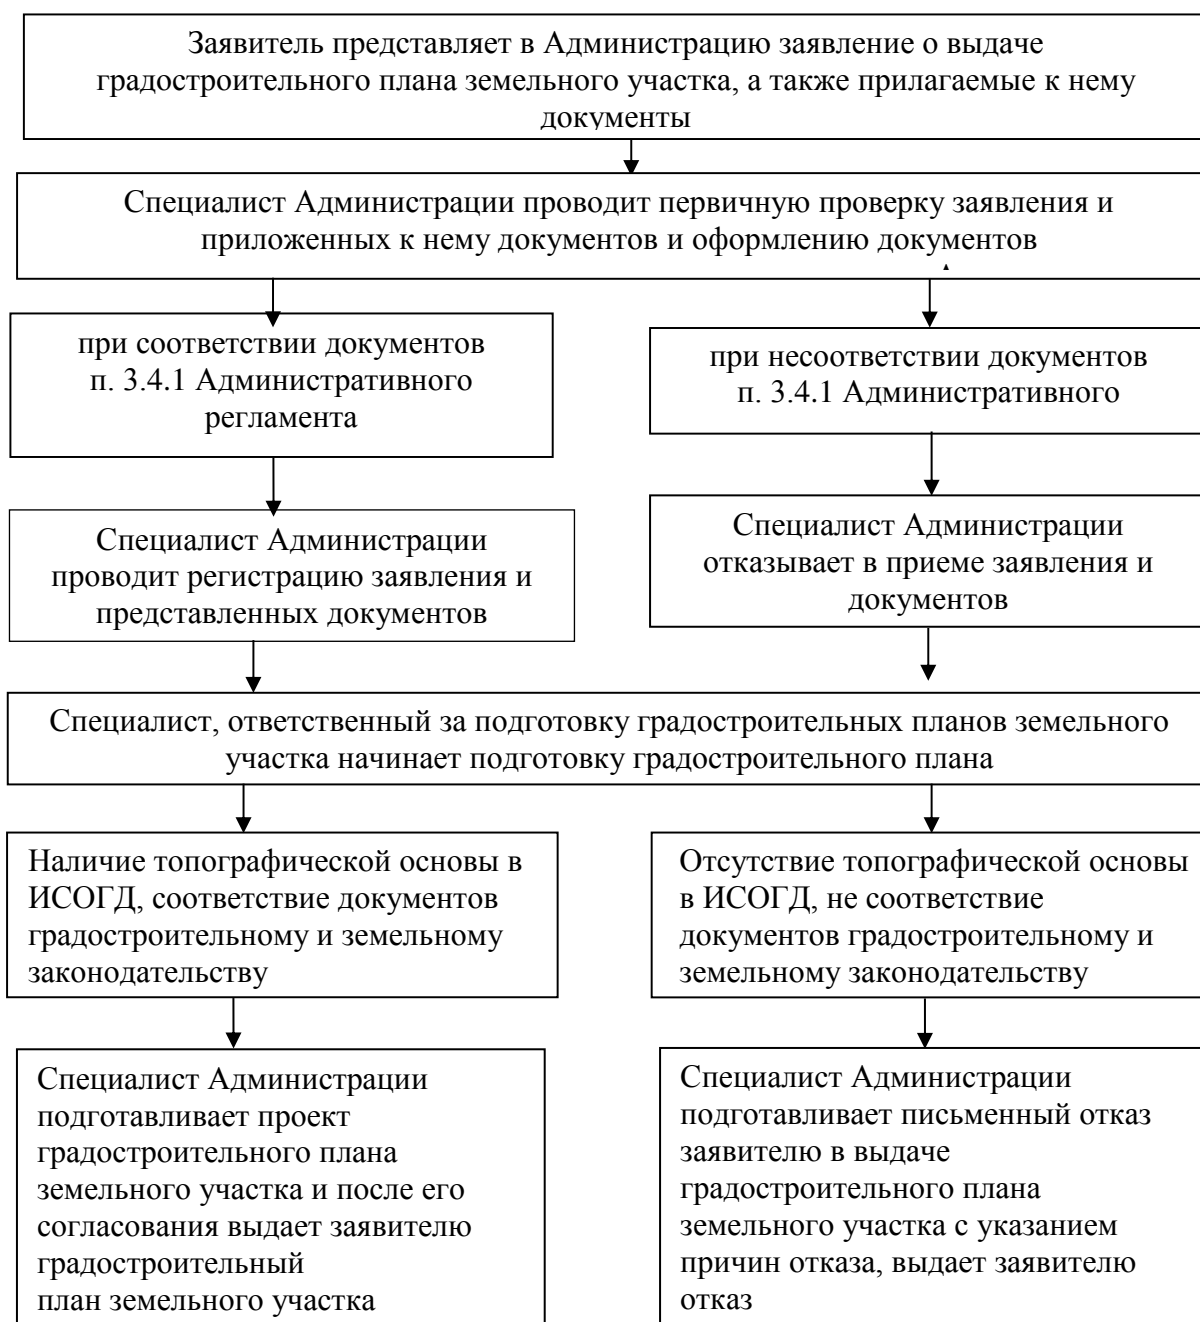 Заявитель представляет в Администрацию заявление о выдаче
градостроительного плана земельного участка, а также прилагаемые к нему
документы
Специалист Администрации проводит первичную проверку заявления и
приложенных к нему документов и оформлению документов
при соответствии документов
п. 3.4.1 Административного
регламента
при несоответствии документов
п. 3.4.1 Административного
Специалист Администрации
проводит регистрацию заявления и
представленных документов
Специалист Администрации
отказывает в приеме заявления и
документов
Специалист, ответственный за подготовку градостроительных планов земельного
участка начинает подготовку градостроительного плана
Наличие топографической основы в
ИСОГД, соответствие документов
градостроительному и земельному
законодательству
Отсутствие топографической основы
в ИСОГД, не соответствие
документов градостроительному и
земельному законодательству
Специалист Администрации
подготавливает проект
градостроительного плана
земельного участка и после его
согласования выдает заявителю
градостроительный
план земельного участка
Специалист Администрации
подготавливает письменный отказ
заявителю в выдаче
градостроительного плана
земельного участка с указанием
причин отказа, выдает заявителю
отказ